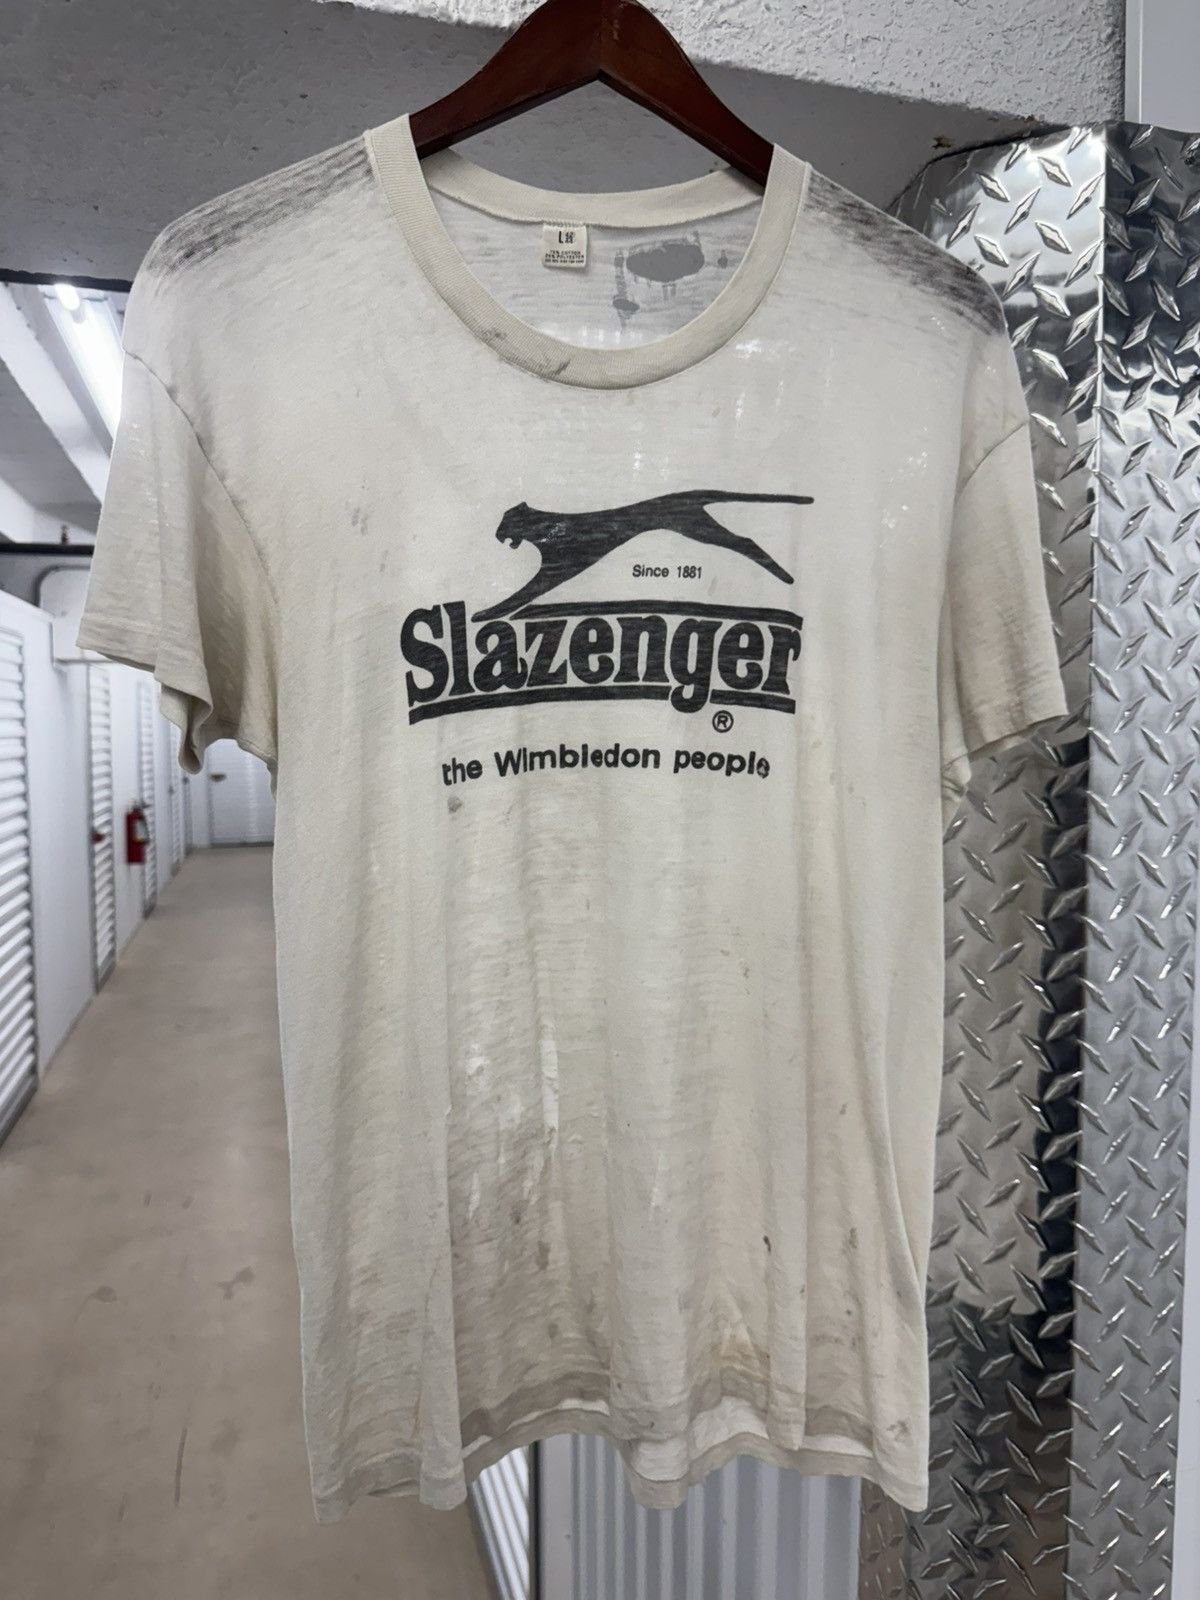 L
Since 1881
Slazenger
®
the Wimbledon people